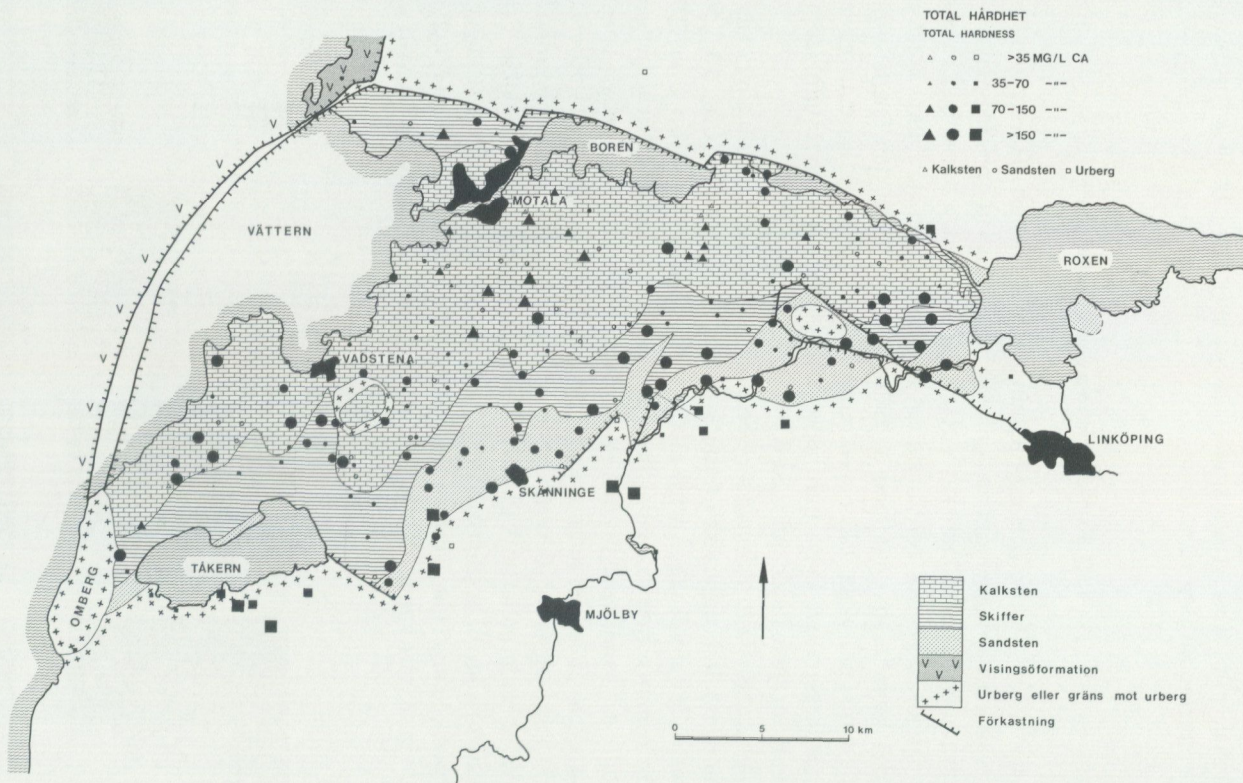 TOTAL HÅRDHET
TOTAL HARDNESS
>35 MG/L CA
35-70 -"-
70-150 -"-
>150 -"-
Kalksten Sandsten Urberg
BOREN
MOTALA
VÄTTERN
ROXEN
VADSTENA
LINKÖPING
SKÄNNINGE
TÅKERN
OMBERG
MJÖLBY
Kalksten
Skiffer
Sandsten
V V V Visingsöformation
Urberg eller gräns mot urberg
Förkastning
0 5 10 km